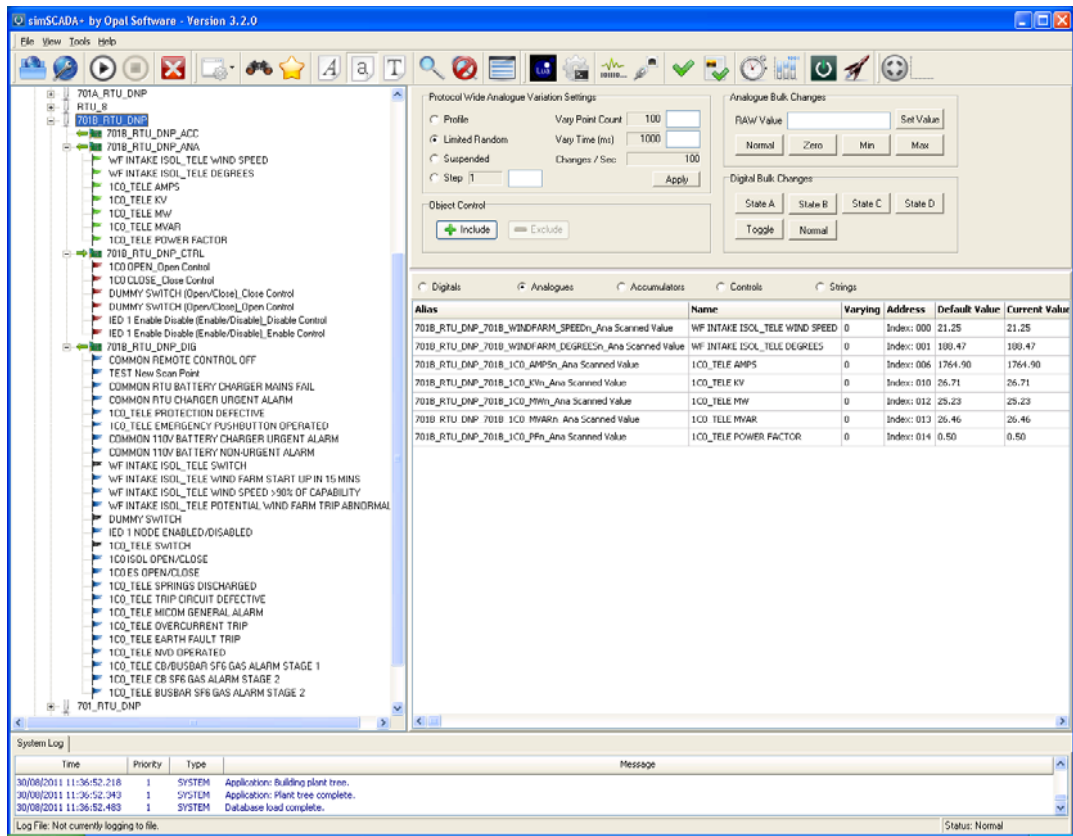 simSCADA+ by Opal Software - Version 3.2.0
File View Tools Help
701A_RTU_DNP
RTU_8
701B_RTU_DNP
701B_RTU_DNP_ACC
701B_RTU_DNP_ANA
WF INTAKE ISOL_TELE WIND SPEED
WF INTAKE ISOL_TELE DEGREES
1C0_TELE AMPS
1C0_TELE KV
1C0_TELE MW
1C0_TELE MVAR
1C0_TELE POWER FACTOR
701B_RTU_DNP_CTRL
1C0 OPEN_Open Control
1C0 CLOSE_Close Control
DUMMY SWITCH (Open/Close)_Close Control
DUMMY SWITCH (Open/Close)_Open Control
IED 1 Enable Disable (Enable/Disable)_Disable Control
IED 1 Enable Disable (Enable/Disable)_Enable Control
701B_RTU_DNP_DIG
COMMON REMOTE CONTROL OFF
TEST New Scan Point
COMMON RTU BATTERY CHARGER MAINS FAIL
COMMON RTU CHARGER URGENT ALARM
1C0_TELE PROTECTION DEFECTIVE
1C0_TELE EMERGENCY PUSHBUTTON OPERATED
COMMON 110V BATTERY CHARGER URGENT ALARM
COMMON 110V BATTERY NON-URGENT ALARM
WF INTAKE ISOL_TELE SWITCH
WF INTAKE ISOL_TELE WIND FARM START UP IN 15 MINS
WF INTAKE ISOL_TELE WIND SPEED >90% OF CAPABILITY
WF INTAKE ISOL_TELE POTENTIAL WIND FARM TRIP ABNORMAL
DUMMY SWITCH
IED 1 NODE ENABLED/DISABLED
1C0_TELE SWITCH
1C0 ISOL OPEN/CLOSE
1C0 ES OPEN/CLOSE
1C0_TELE SPRINGS DISCHARGED
1C0_TELE TRIP CIRCUIT DEFECTIVE
1C0_TELE MICOM GENERAL ALARM
1C0_TELE OVERCURRENT TRIP
1C0_TELE EARTH FAULT TRIP
1C0_TELE NVD OPERATED
1C0_TELE CB/BUSBAR SF6 GAS ALARM STAGE 1
1C0_TELE CB SF6 GAS ALARM STAGE 2
1C0_TELE BUSBAR SF6 GAS ALARM STAGE 2
701_RTU_DNP
Protocol Wide Analogue Variation Settings
Profile Vary Point Count 100
Limited Random Vary Time (ms) 1000
Suspended Changes / Sec 100
Step 1 Apply
Object Control
Include Exclude
Analogue Bulk Changes
RAW Value Set Value
Normal Zero Min Max
Digital Bulk Changes
State A State B State C State D
Toggle Normal
Digitals Analogues Accumulators Controls Strings
Alias Name Varying Address Default Value Current Value
701B_RTU_DNP_701B_WINDFARM_SPEEDn_Ana Scanned Value WF INTAKE ISOL_TELE WIND SPEED 0 Index: 000 21.25 21.25
701B_RTU_DNP_701B_WINDFARM_DEGREESn_Ana Scanned Value WF INTAKE ISOL_TELE DEGREES 0 Index: 001 188.47 188.47
701B_RTU_DNP_701B_1C0_AMPSn_Ana Scanned Value 1C0_TELE AMPS 0 Index: 006 1764.90 1764.90
701B_RTU_DNP_701B_1C0_KVn_Ana Scanned Value 1C0_TELE KV 0 Index: 010 26.71 26.71
701B_RTU_DNP_701B_1C0_MWn_Ana Scanned Value 1C0_TELE MW 0 Index: 012 25.23 25.23
701B_RTU_DNP_701B_1C0_MVARn_Ana Scanned Value 1C0_TELE MVAR 0 Index: 013 26.46 26.46
701B_RTU_DNP_701B_1C0_PFn_Ana Scanned Value 1C0_TELE POWER FACTOR 0 Index: 014 0.50 0.50
System Log
Time Priority Type Message
30/08/2011 11:36:52.218 1 SYSTEM Application: Building plant tree.
30/08/2011 11:36:52.343 1 SYSTEM Application: Plant tree complete.
30/08/2011 11:36:52.483 1 SYSTEM Database load complete.
Log File: Not currently logging to file. Status: Normal